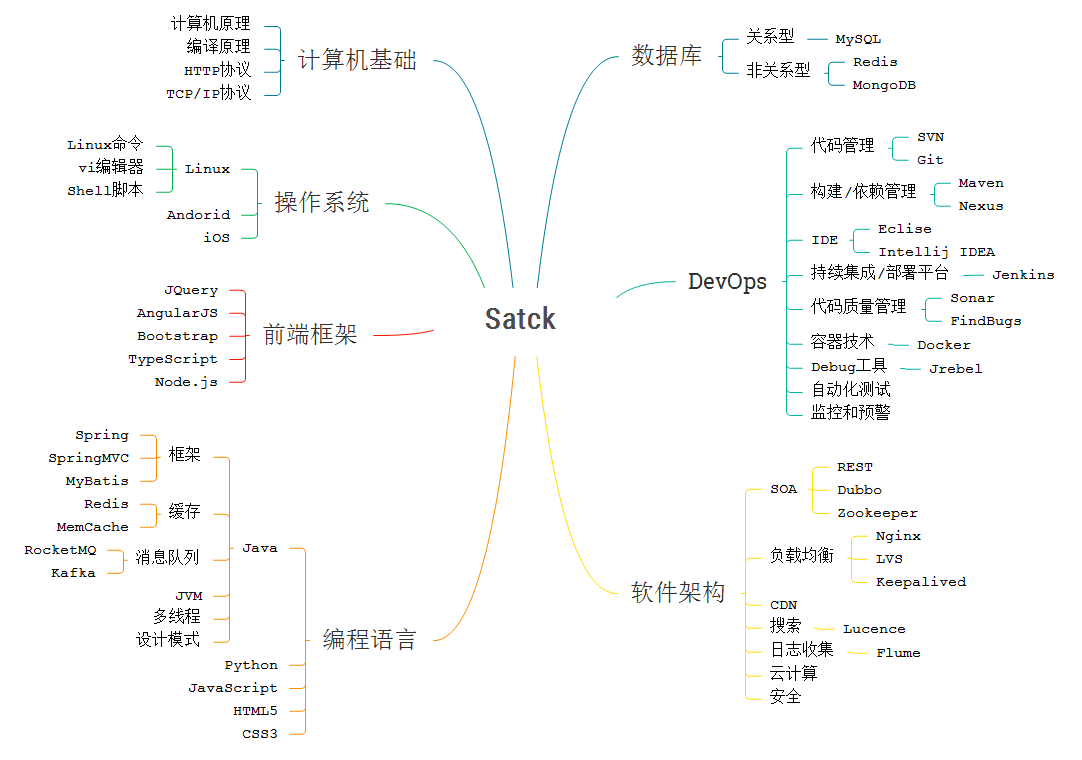 Satck
计算机基础
计算机原理
编译原理
HTTP协议
TCP/IP协议
操作系统
Linux
Linux命令
vi编辑器
Shell脚本
Andorid
iOS
前端框架
JQuery
AngularJS
Bootstrap
TypeScript
Node.js
编程语言
Java
框架
Spring
SpringMVC
MyBatis
缓存
Redis
MemCache
消息队列
RocketMQ
Kafka
JVM
多线程
设计模式
Python
JavaScript
HTML5
CSS3
数据库
关系型
MySQL
非关系型
Redis
MongoDB
DevOps
代码管理
SVN
Git
构建/依赖管理
Maven
Nexus
IDE
Eclise
Intellij IDEA
持续集成/部署平台
Jenkins
代码质量管理
Sonar
FindBugs
容器技术
Docker
Debug工具
Jrebel
自动化测试
监控和预警
软件架构
SOA
REST
Dubbo
Zookeeper
负载均衡
Nginx
LVS
Keepalived
CDN
搜索
Lucence
日志收集
Flume
云计算
安全